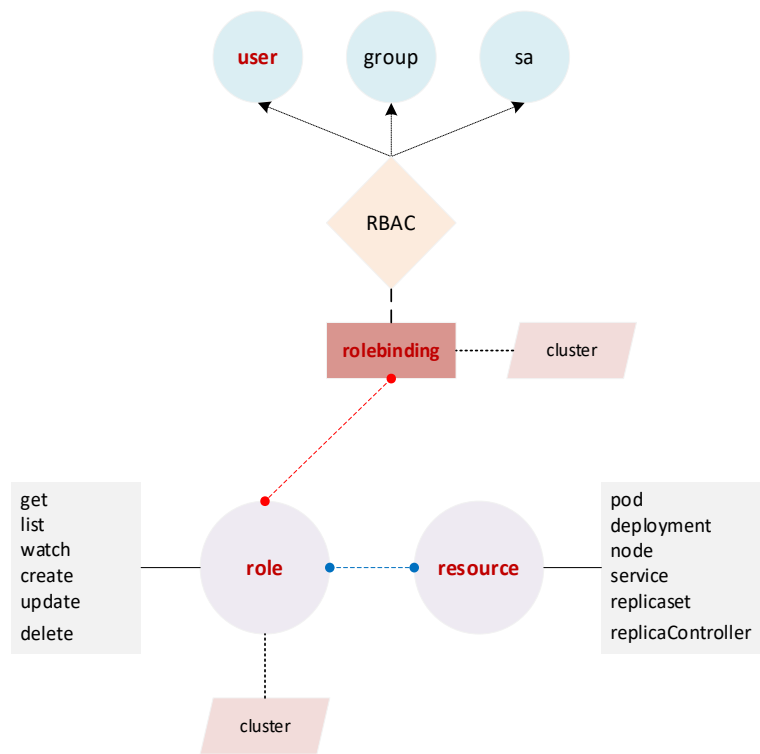 user
group
sa
RBAC
rolebinding
cluster
get
list
watch
create
update
delete
role
resource
pod
deployment
node
service
replicaset
replicaController
cluster